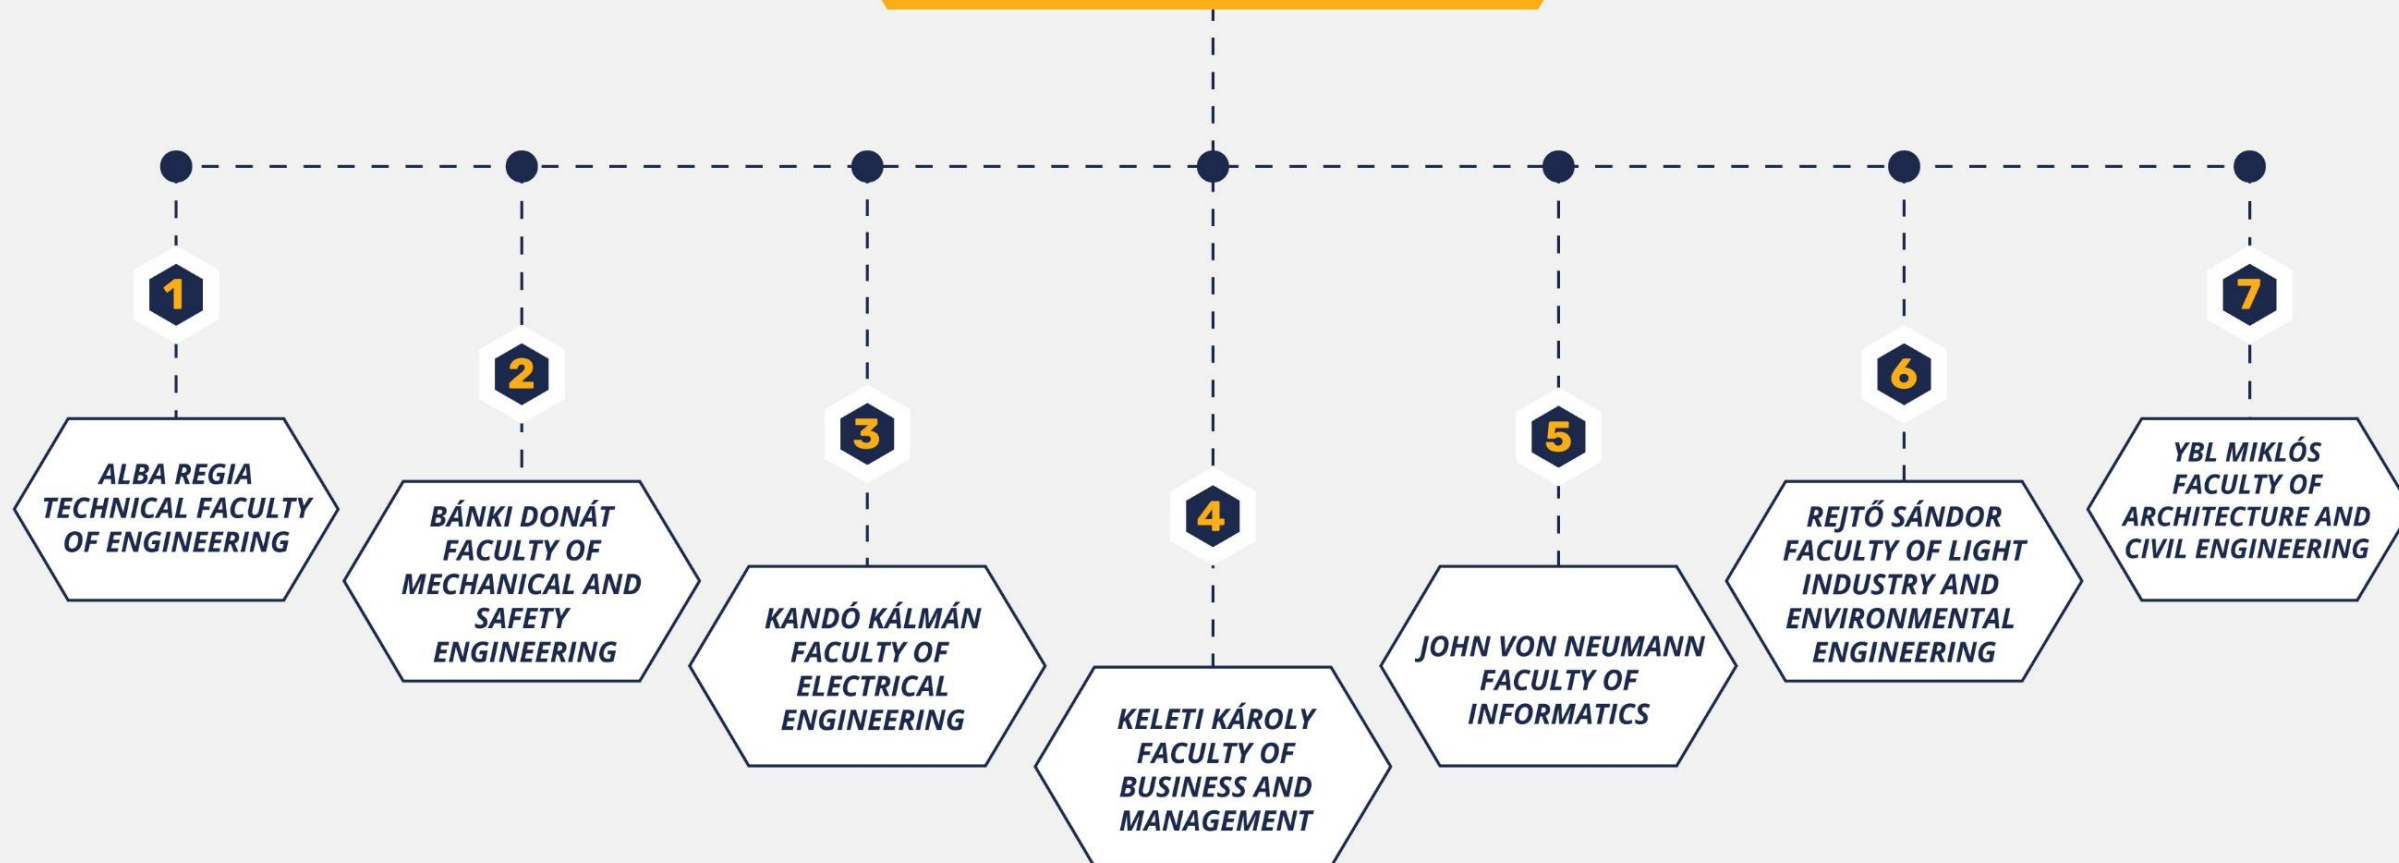 1
ALBA REGIA
TECHNICAL FACULTY
OF ENGINEERING
2
BÁNKI DONÁT
FACULTY OF
MECHANICAL AND
SAFETY
ENGINEERING
3
KANDÓ KÁLMÁN
FACULTY OF
ELECTRICAL
ENGINEERING
4
KELETI KÁROLY
FACULTY OF
BUSINESS AND
MANAGEMENT
5
JOHN VON NEUMANN
FACULTY OF
INFORMATICS
6
REJTŐ SÁNDOR
FACULTY OF LIGHT
INDUSTRY AND
ENVIRONMENTAL
ENGINEERING
7
YBL MIKLÓS
FACULTY OF
ARCHITECTURE AND
CIVIL ENGINEERING